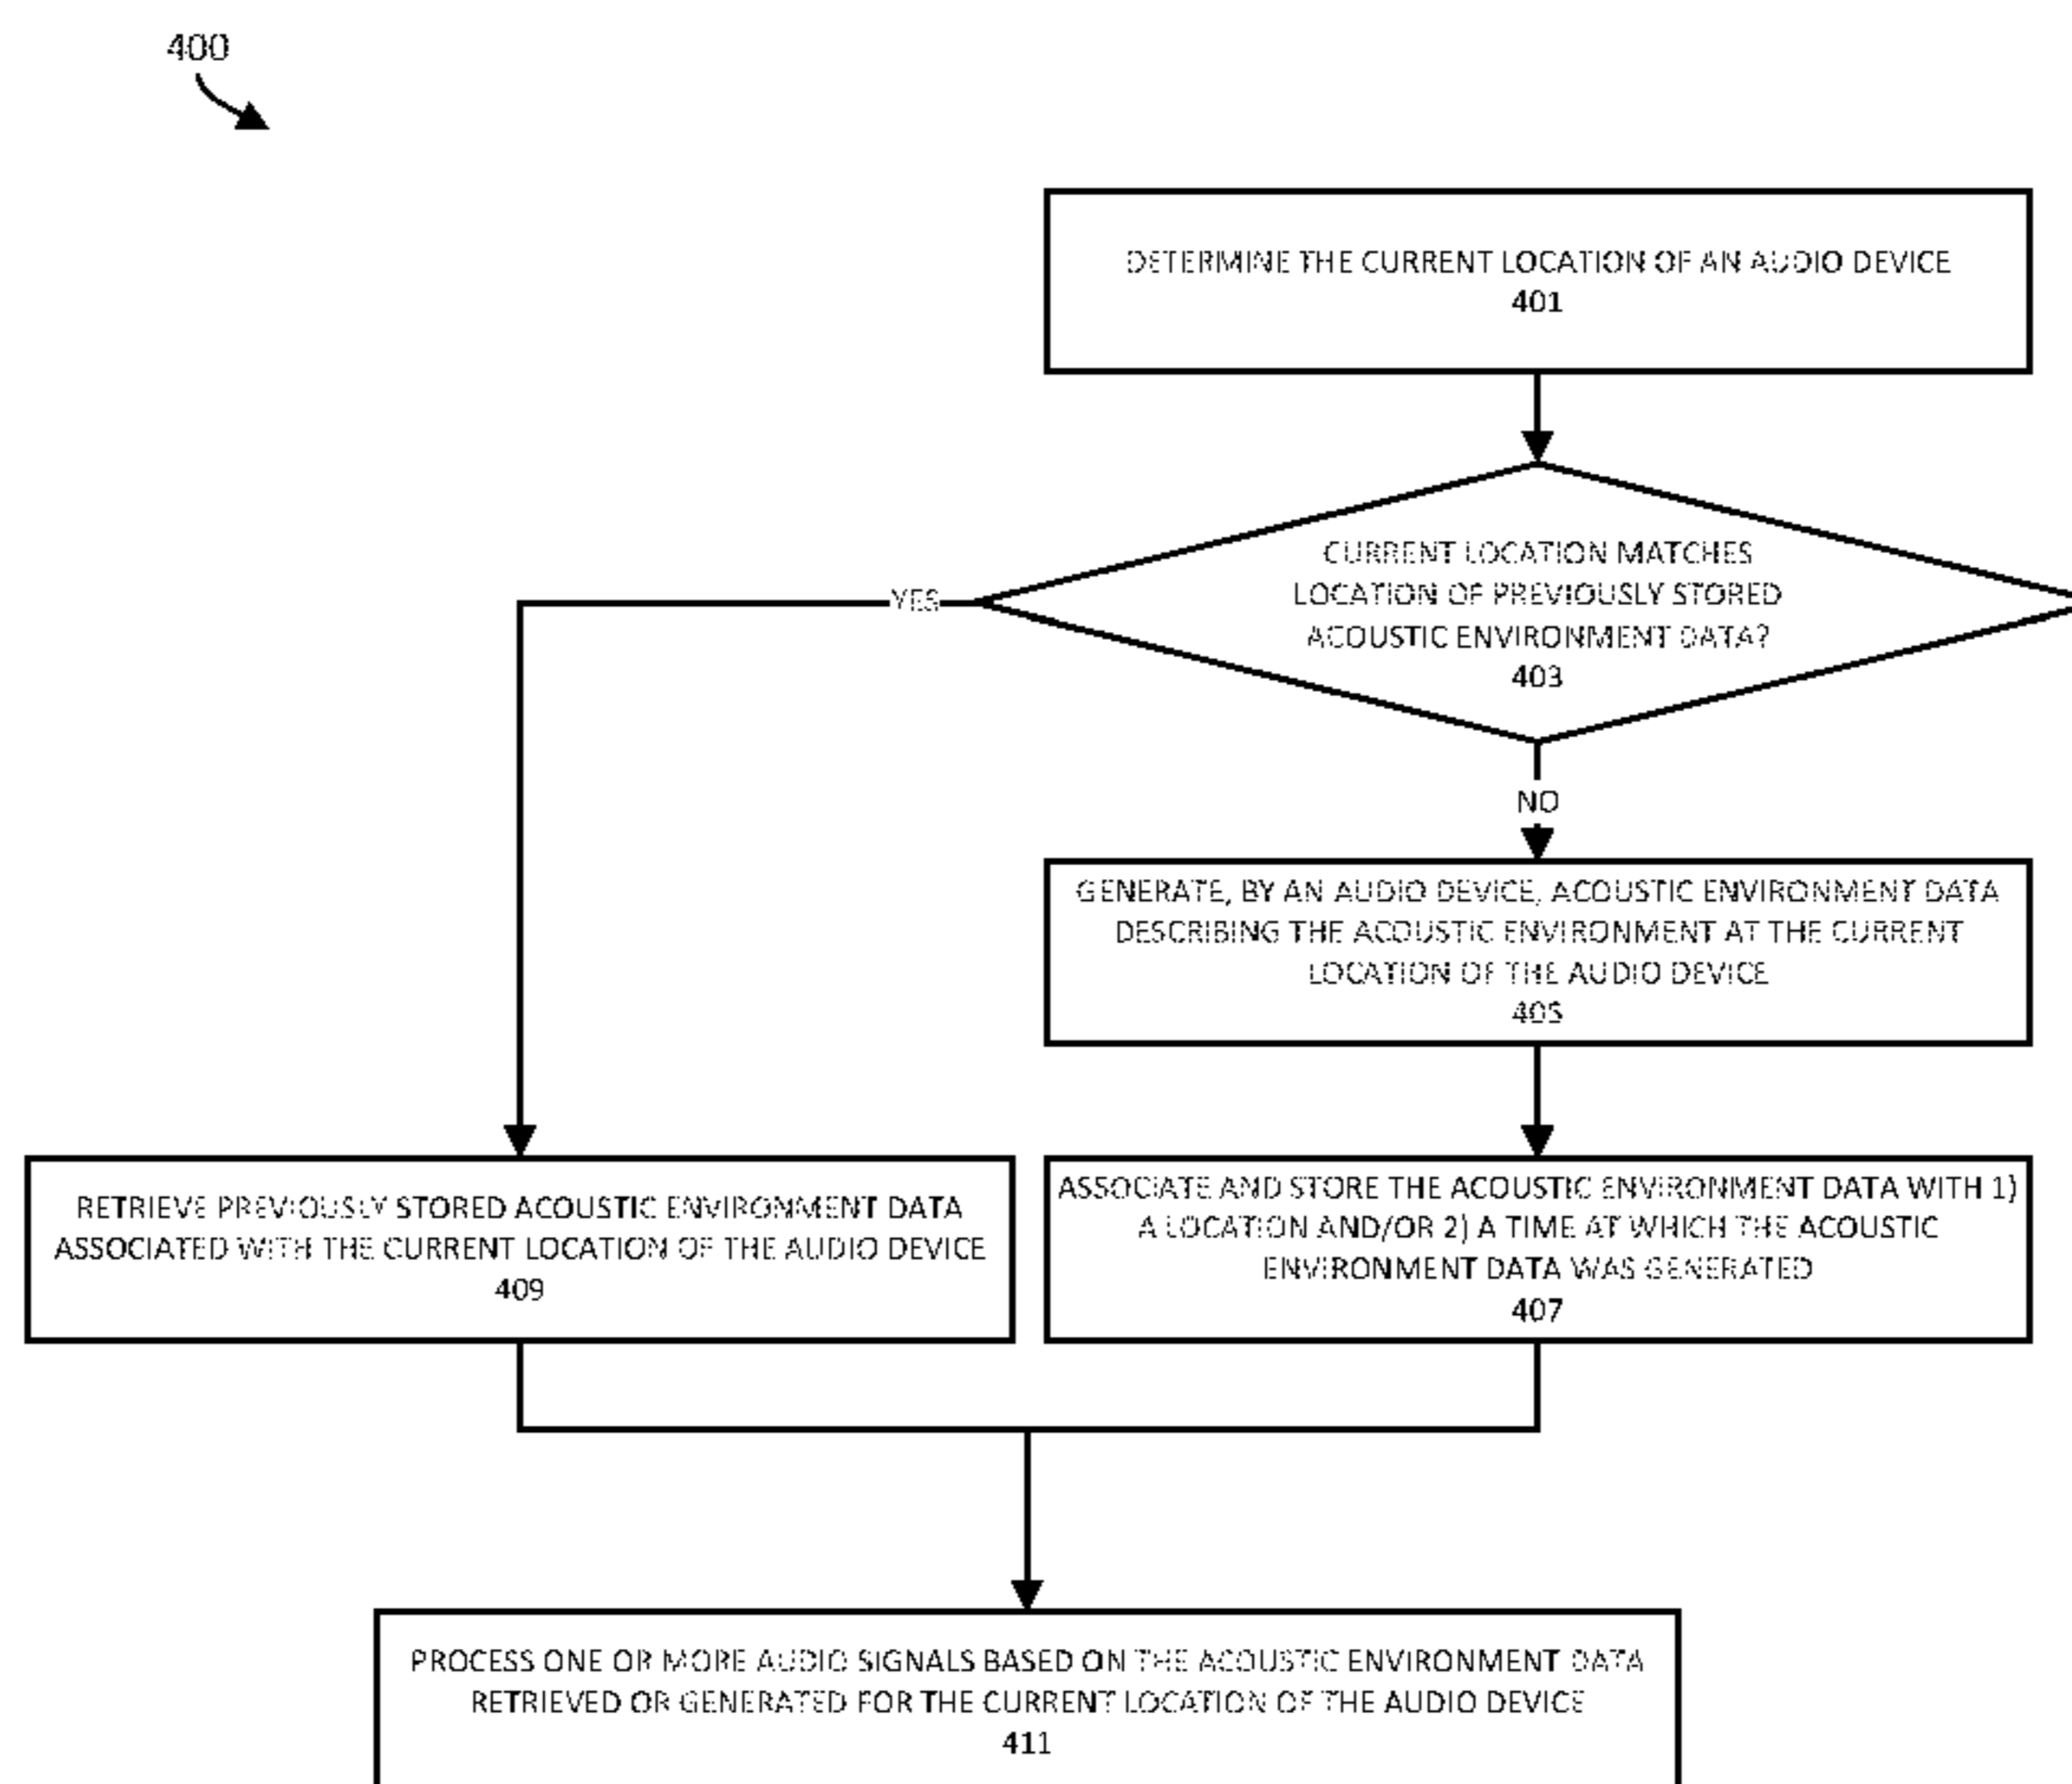 400
DETERMINE THE CURRENT LOCATION OF AN AUDIO DEVICE
401
CURRENT LOCATION MATCHES
LOCATION OF PREVIOUSLY STORED
ACOUSTIC ENVIRONMENT DATA?
403
YES
NO
GENERATE, BY AN AUDIO DEVICE, ACOUSTIC ENVIRONMENT DATA
DESCRIBING THE ACOUSTIC ENVIRONMENT AT THE CURRENT
LOCATION OF THE AUDIO DEVICE
405
RETRIEVE PREVIOUSLY STORED ACOUSTIC ENVIRONMENT DATA
ASSOCIATED WITH THE CURRENT LOCATION OF THE AUDIO DEVICE
409
ASSOCIATE AND STORE THE ACOUSTIC ENVIRONMENT DATA WITH 1)
A LOCATION AND/OR 2) A TIME AT WHICH THE ACOUSTIC
ENVIRONMENT DATA WAS GENERATED
407
PROCESS ONE OR MORE AUDIO SIGNALS BASED ON THE ACOUSTIC ENVIRONMENT DATA
RETRIEVED OR GENERATED FOR THE CURRENT LOCATION OF THE AUDIO DEVICE
411